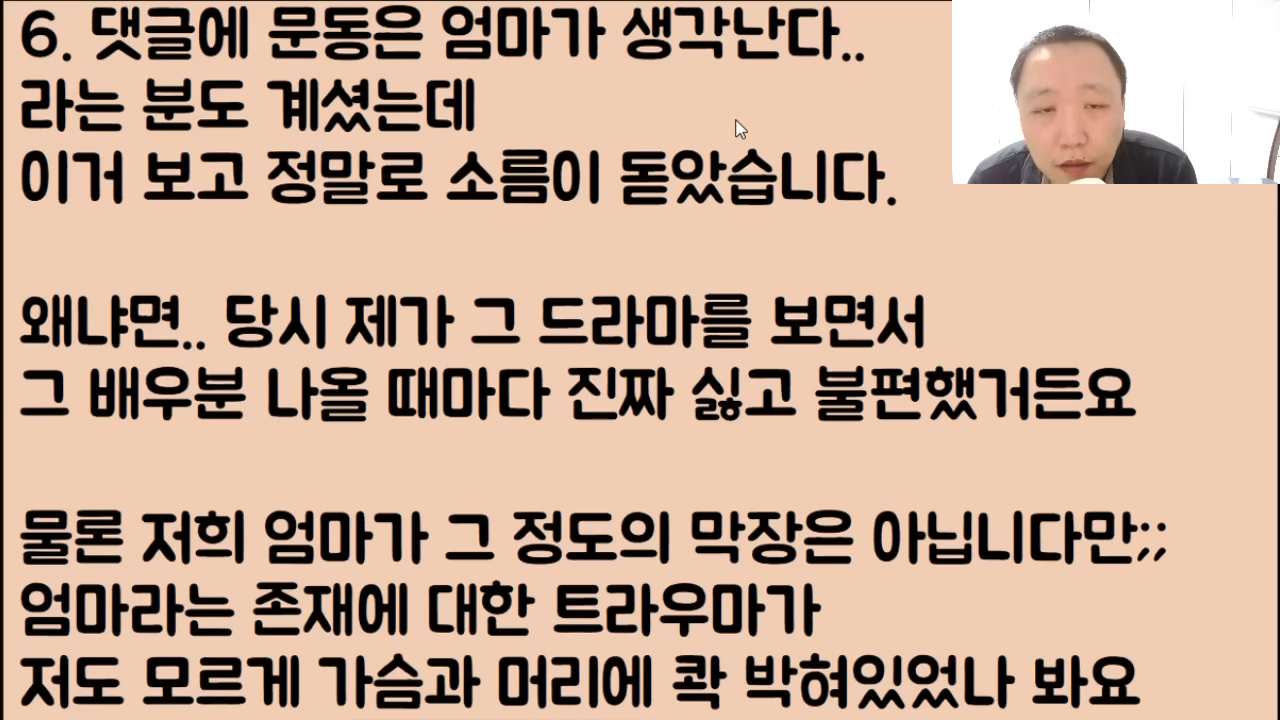 6. 댓글에 문동은 엄마가 생각난다..
라는 분도 계셨는데
이거 보고 정말로 소름이 돋았습니다.
왜냐면.. 당시 제가 그 드라마를 보면서
그 배우분 나올 때마다 진짜 싫고 불편했거든요
물론 저희 엄마가 그 정도의 막장은 아닙니다만;;
엄마라는 존재에 대한 트라우마가
저도 모르게 가슴과 머리에 콱 박혀있었나 봐요